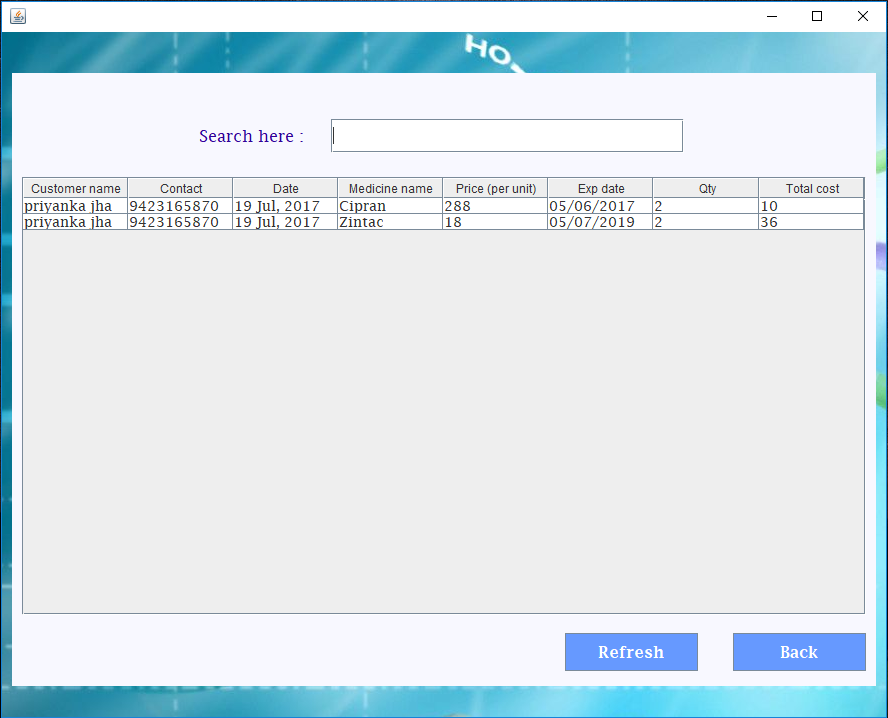 HO
Search here :
Customer name Contact Date Medicine name Price (per unit) Exp date Qty Total cost
priyanka jha 9423165870 19 Jul, 2017 Cipran 288 05/06/2017 2 10
priyanka jha 9423165870 19 Jul, 2017 Zintac 18 05/07/2019 2 36
Refresh Back